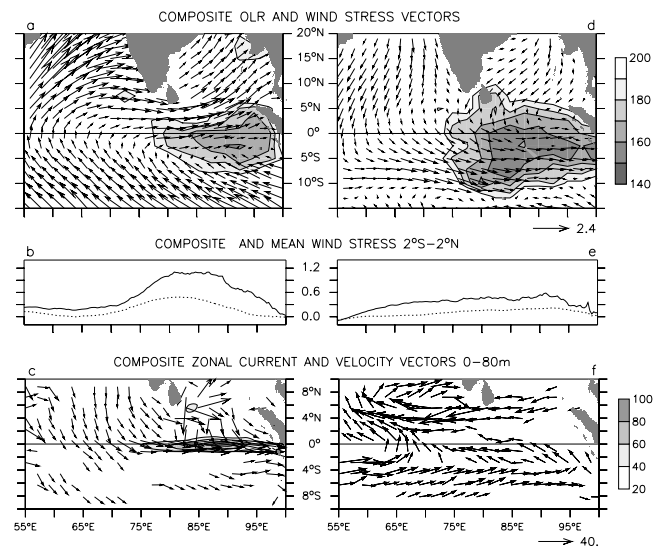 COMPOSITE OLR AND WIND STRESS VECTORS
a d
20°N
15°N
10°N
5°N
0°
5°S
10°S
200
180
160
140
2.4
COMPOSITE AND MEAN WIND STRESS 2°S–2°N
b e
1.2
0.6
0.0
COMPOSITE ZONAL CURRENT AND VELOCITY VECTORS 0–80m
c f
8°N
4°N
0°
4°S
8°S
100
80
60
40
20
55°E 65°E 75°E 85°E 95°E 55°E 65°E 75°E 85°E 95°E
40.